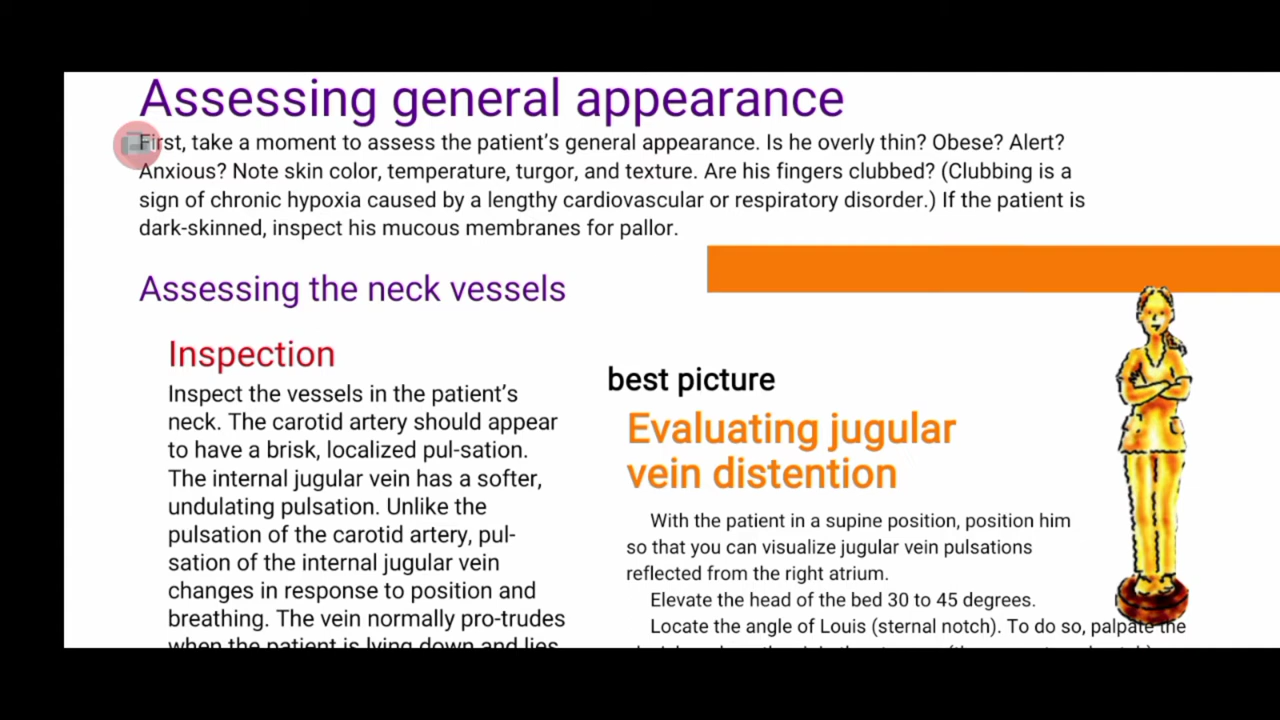 Assessing general appearance
First, take a moment to assess the patient's general appearance. Is he overly thin? Obese? Alert?
Anxious? Note skin color, temperature, turgor, and texture. Are his fingers clubbed? (Clubbing is a
sign of chronic hypoxia caused by a lengthy cardiovascular or respiratory disorder.) If the patient is
dark-skinned, inspect his mucous membranes for pallor.
Assessing the neck vessels
Inspection
Inspect the vessels in the patient's
neck. The carotid artery should appear
to have a brisk, localized pul-sation.
The internal jugular vein has a softer,
undulating pulsation. Unlike the
pulsation of the carotid artery, pul-
sation of the internal jugular vein
changes in response to position and
breathing. The vein normally pro-trudes
when the patient is lying down and lies
best picture
Evaluating jugular
vein distention
With the patient in a supine position, position him
so that you can visualize jugular vein pulsations
reflected from the right atrium.
Elevate the head of the bed 30 to 45 degrees.
Locate the angle of Louis (sternal notch). To do so, palpate the